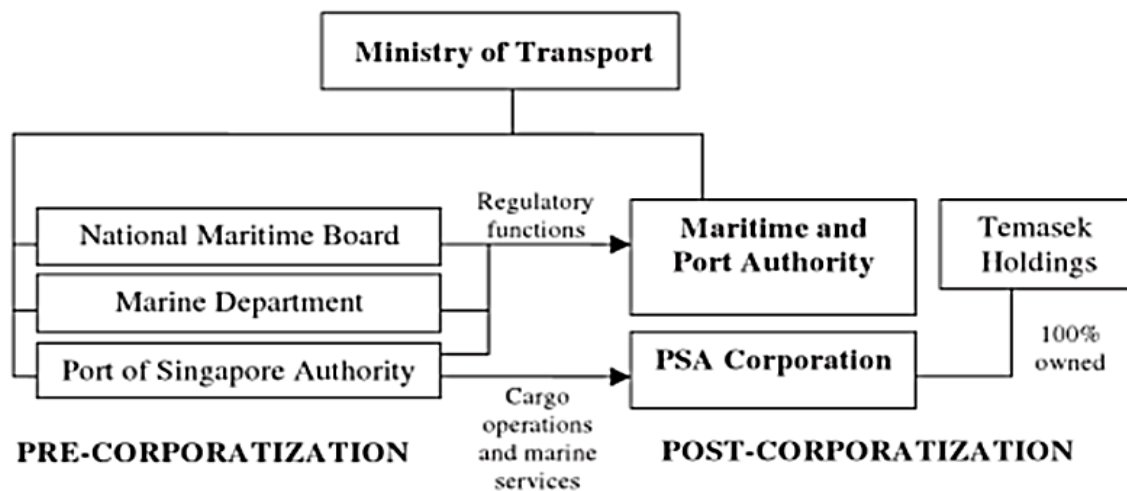 Ministry of Transport
Regulatory
functions
National Maritime Board
Marine Department
Port of Singapore Authority
Maritime and
Port Authority
Temasek
Holdings
PSA Corporation
100%
owned
Cargo
operations
and marine
services
PRE-CORPORATIZATION
POST-CORPORATIZATION